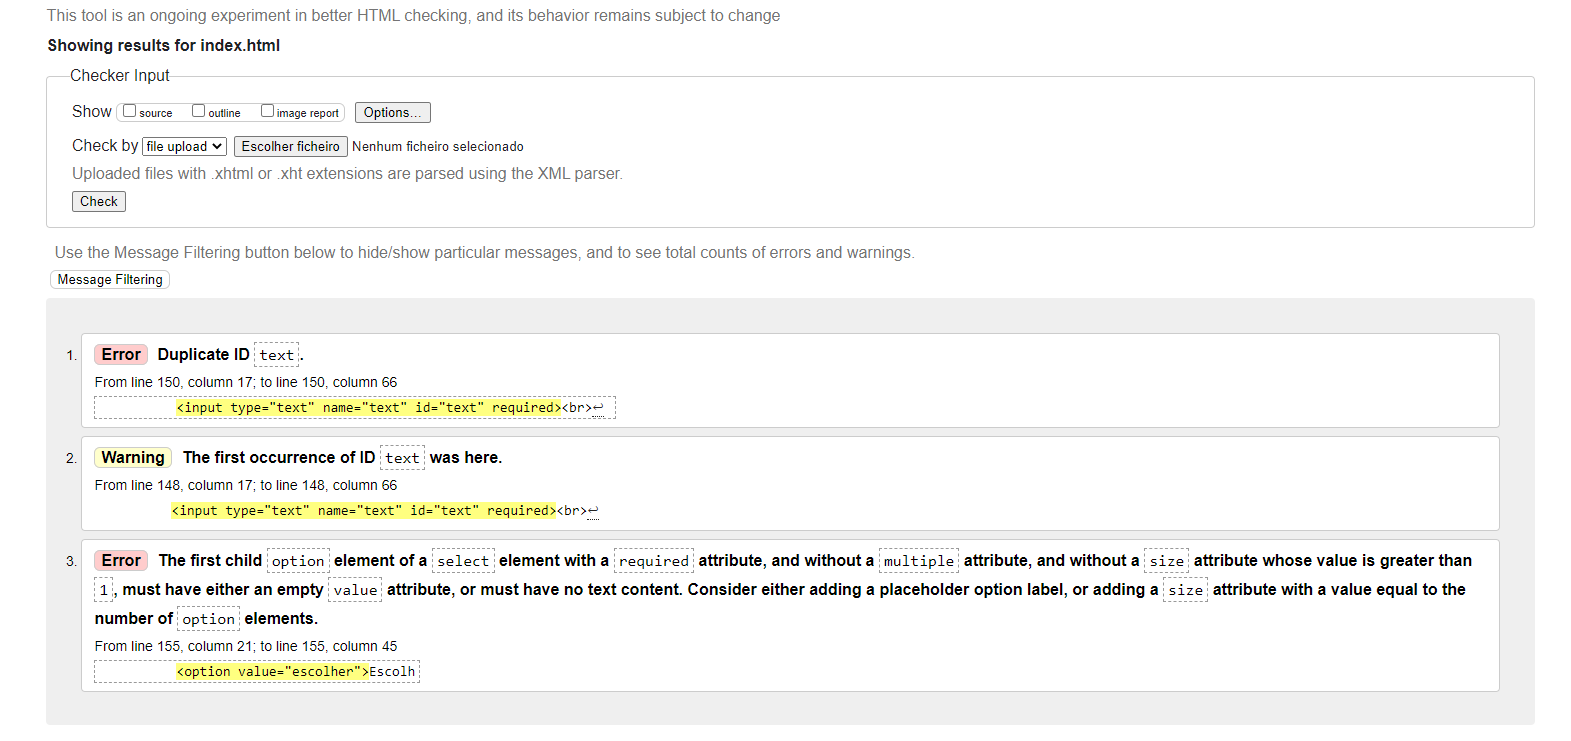 This tool is an ongoing experiment in better HTML checking, and its behavior remains subject to change
Showing results for index.html
Checker Input
Show source outline image report Options...
Check by file upload Escolher ficheiro Nenhum ficheiro selecionado
Uploaded files with .xhtml or .xht extensions are parsed using the XML parser.
Check
Use the Message Filtering button below to hide/show particular messages, and to see total counts of errors and warnings.
Message Filtering
1. Error Duplicate ID text.
From line 150, column 17; to line 150, column 66
<input type="text" name="text" id="text" required><br>↩
2. Warning The first occurrence of ID text was here.
From line 148, column 17; to line 148, column 66
<input type="text" name="text" id="text" required><br>↩
3. Error The first child option element of a select element with a required attribute, and without a multiple attribute, and without a size attribute whose value is greater than
1, must have either an empty value attribute, or must have no text content. Consider either adding a placeholder option label, or adding a size attribute with a value equal to the
number of option elements.
From line 155, column 21; to line 155, column 45
<option value="escolher">Escolh